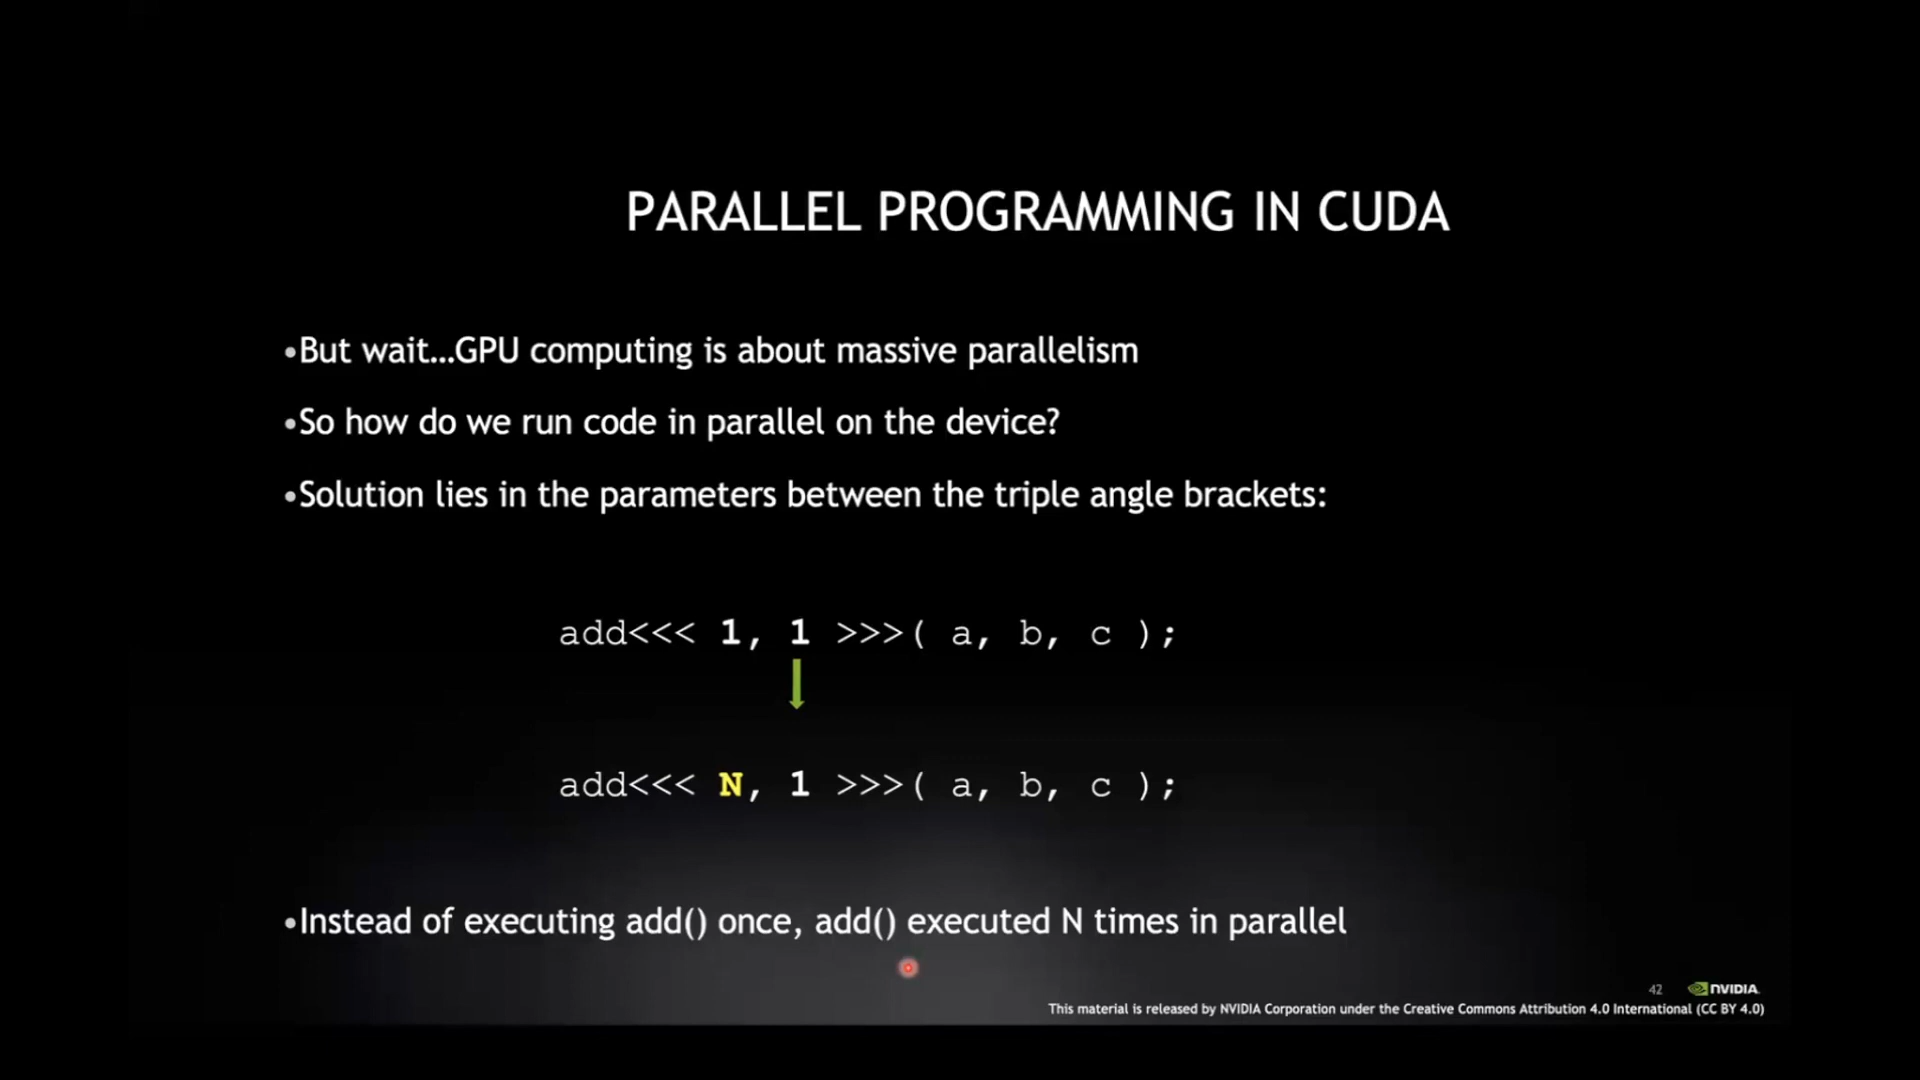 PARALLEL PROGRAMMING IN CUDA
•But wait...GPU computing is about massive parallelism
•So how do we run code in parallel on the device?
•Solution lies in the parameters between the triple angle brackets:
add<<< 1, 1 >>>( a, b, c );
add<<< N, 1 >>>( a, b, c );
•Instead of executing add() once, add() executed N times in parallel
42 NVIDIA.
This material is released by NVIDIA Corporation under the Creative Commons Attribution 4.0 International (CC BY 4.0)